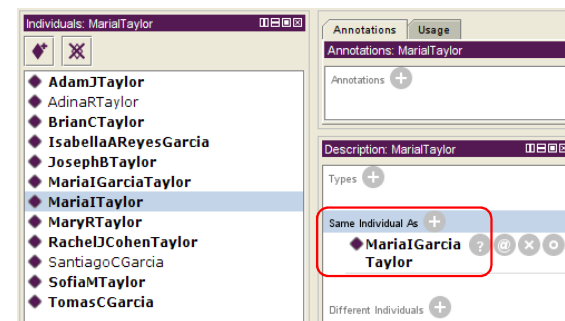 Individuals: MariaITaylor
AdamJTaylor
AdinaRTaylor
BrianCTaylor
IsabellaAReyesGarcia
JosephBTaylor
MariaIGarciaTaylor
MariaITaylor
MaryRTaylor
RachelJCohenTaylor
SantiagoCGarcia
SofiaMTaylor
TomasCGarcia
Annotations Usage
Annotations: MariaITaylor
Annotations
Description: MariaITaylor
Types
Same Individual As
MariaIGarcia
Taylor
Different Individuals